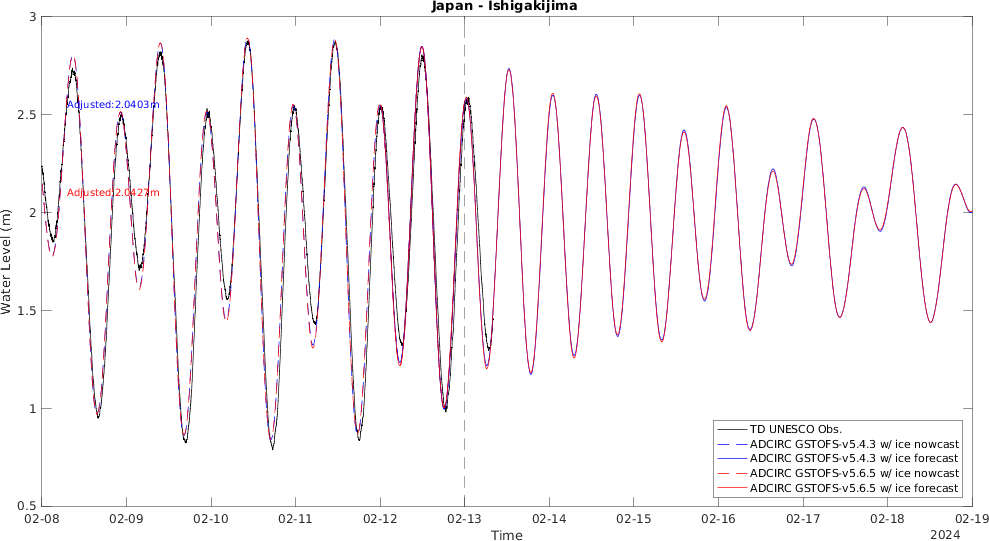 Japan - Ishigakijima
Water Level (m)
3
2.5
2
1.5
1
0.5
Adjusted:2.0403m
Adjusted:2.0427m
TD UNESCO Obs.
ADCIRC GSTOFS-v5.4.3 w/ ice nowcast
ADCIRC GSTOFS-v5.4.3 w/ ice forecast
ADCIRC GSTOFS-v5.6.5 w/ ice nowcast
ADCIRC GSTOFS-v5.6.5 w/ ice forecast
02-08 02-09 02-10 02-11 02-12 02-13 02-14 02-15 02-16 02-17 02-18 02-19
Time
2024